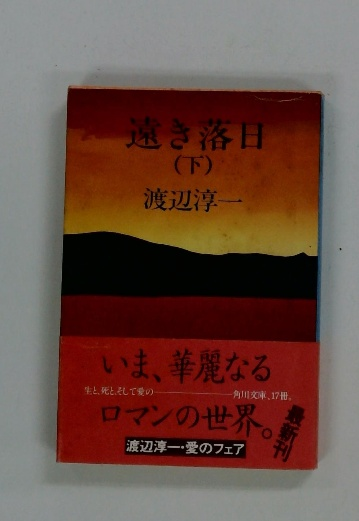 遠き落日
（下）
渡辺淳一
いま、華麗なる
生と、死と、そして愛の――――角川文庫、17冊。
ロマンの世界。
最新刊
渡辺淳一・愛のフェア